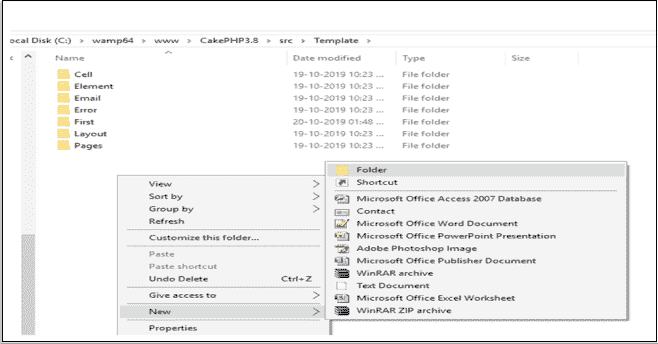 ocal Disk (C:) > wamp64 > www > CakePHP3.8 > src > Template >
Name Date modified Type Size
Cell 19-10-2019 10:23 ... File folder
Element 19-10-2019 10:23 ... File folder
Email 19-10-2019 10:23 ... File folder
Error 19-10-2019 10:23 ... File folder
First 20-10-2019 01:48 ... File folder
Layout 19-10-2019 10:23 ... File folder
Pages 19-10-2019 10:23 ... File folder
View >
Sort by >
Group by >
Refresh
Customize this folder...
Paste
Paste shortcut
Undo Delete Ctrl+Z
Give access to >
New >
Properties
Folder
Shortcut
Microsoft Office Access 2007 Database
Contact
Microsoft Office Word Document
Microsoft Office PowerPoint Presentation
Adobe Photoshop Image
Microsoft Office Publisher Document
WinRAR archive
Text Document
Microsoft Office Excel Worksheet
WinRAR ZIP archive